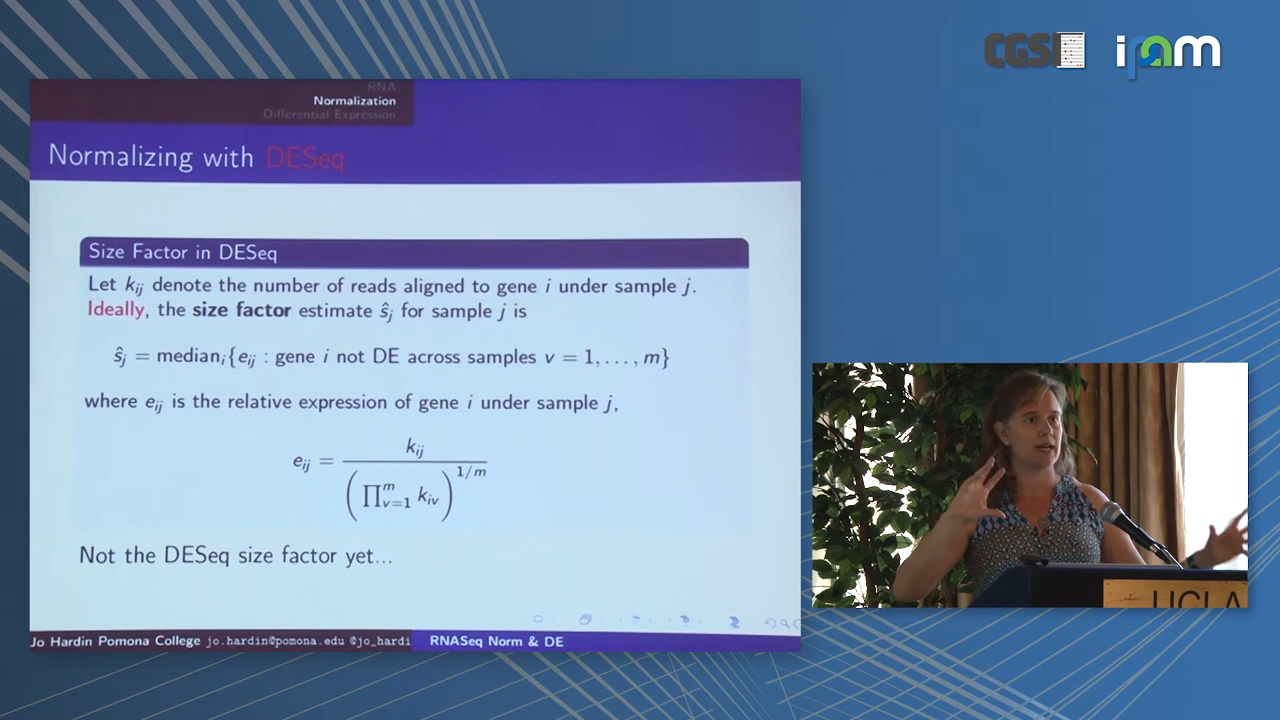 CGSI
ipam
RNA
Normalization
Differential Expression
Normalizing with DESeq
Size Factor in DESeq
Let k_ij denote the number of reads aligned to gene i under sample j.
Ideally, the size factor estimate ŝ_j for sample j is
ŝ_j = median_i{e_ij : gene i not DE across samples v = 1, . . . , m}
where e_ij is the relative expression of gene i under sample j,
e_ij = k_ij / (∏_{v=1}^m k_iv)^{1/m}
Not the DESeq size factor yet...
Jo Hardin Pomona College jo.hardin@pomona.edu @jo_hardi
RNASeq Norm & DE
UCLA